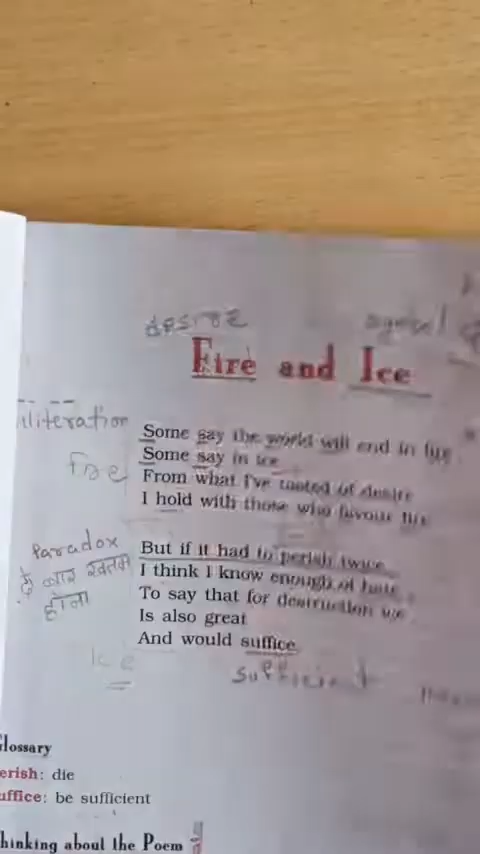 desire
Fire and Ice
lliteration
Some say the world will end in fire
Some say in ice
fire
From what I've tasted of desire
I hold with those who favour fire
Paradox
But if it had to perish twice
दो बार खतम
I think I know enough of hate
होना
To say that for destruction ice
Is also great
And would suffice
Ice
sufficient
Glossary
erish: die
uffice: be sufficient
hinking about the Poem